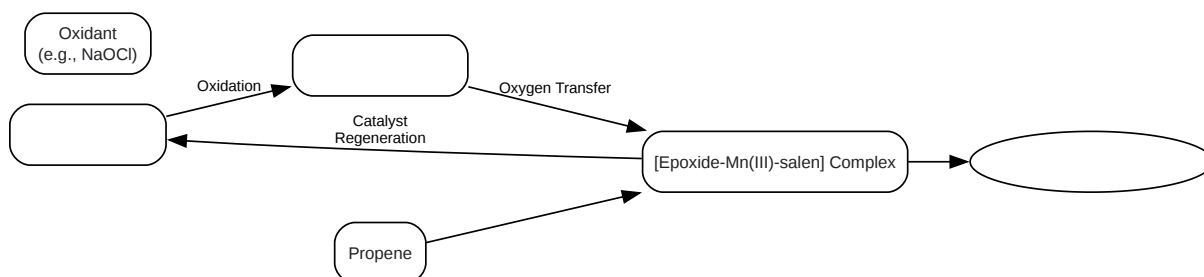 Oxidant
(e.g., NaOCl)
Oxidation
Oxygen Transfer
Catalyst
Regeneration
[Epoxide-Mn(III)-salen] Complex
Propene